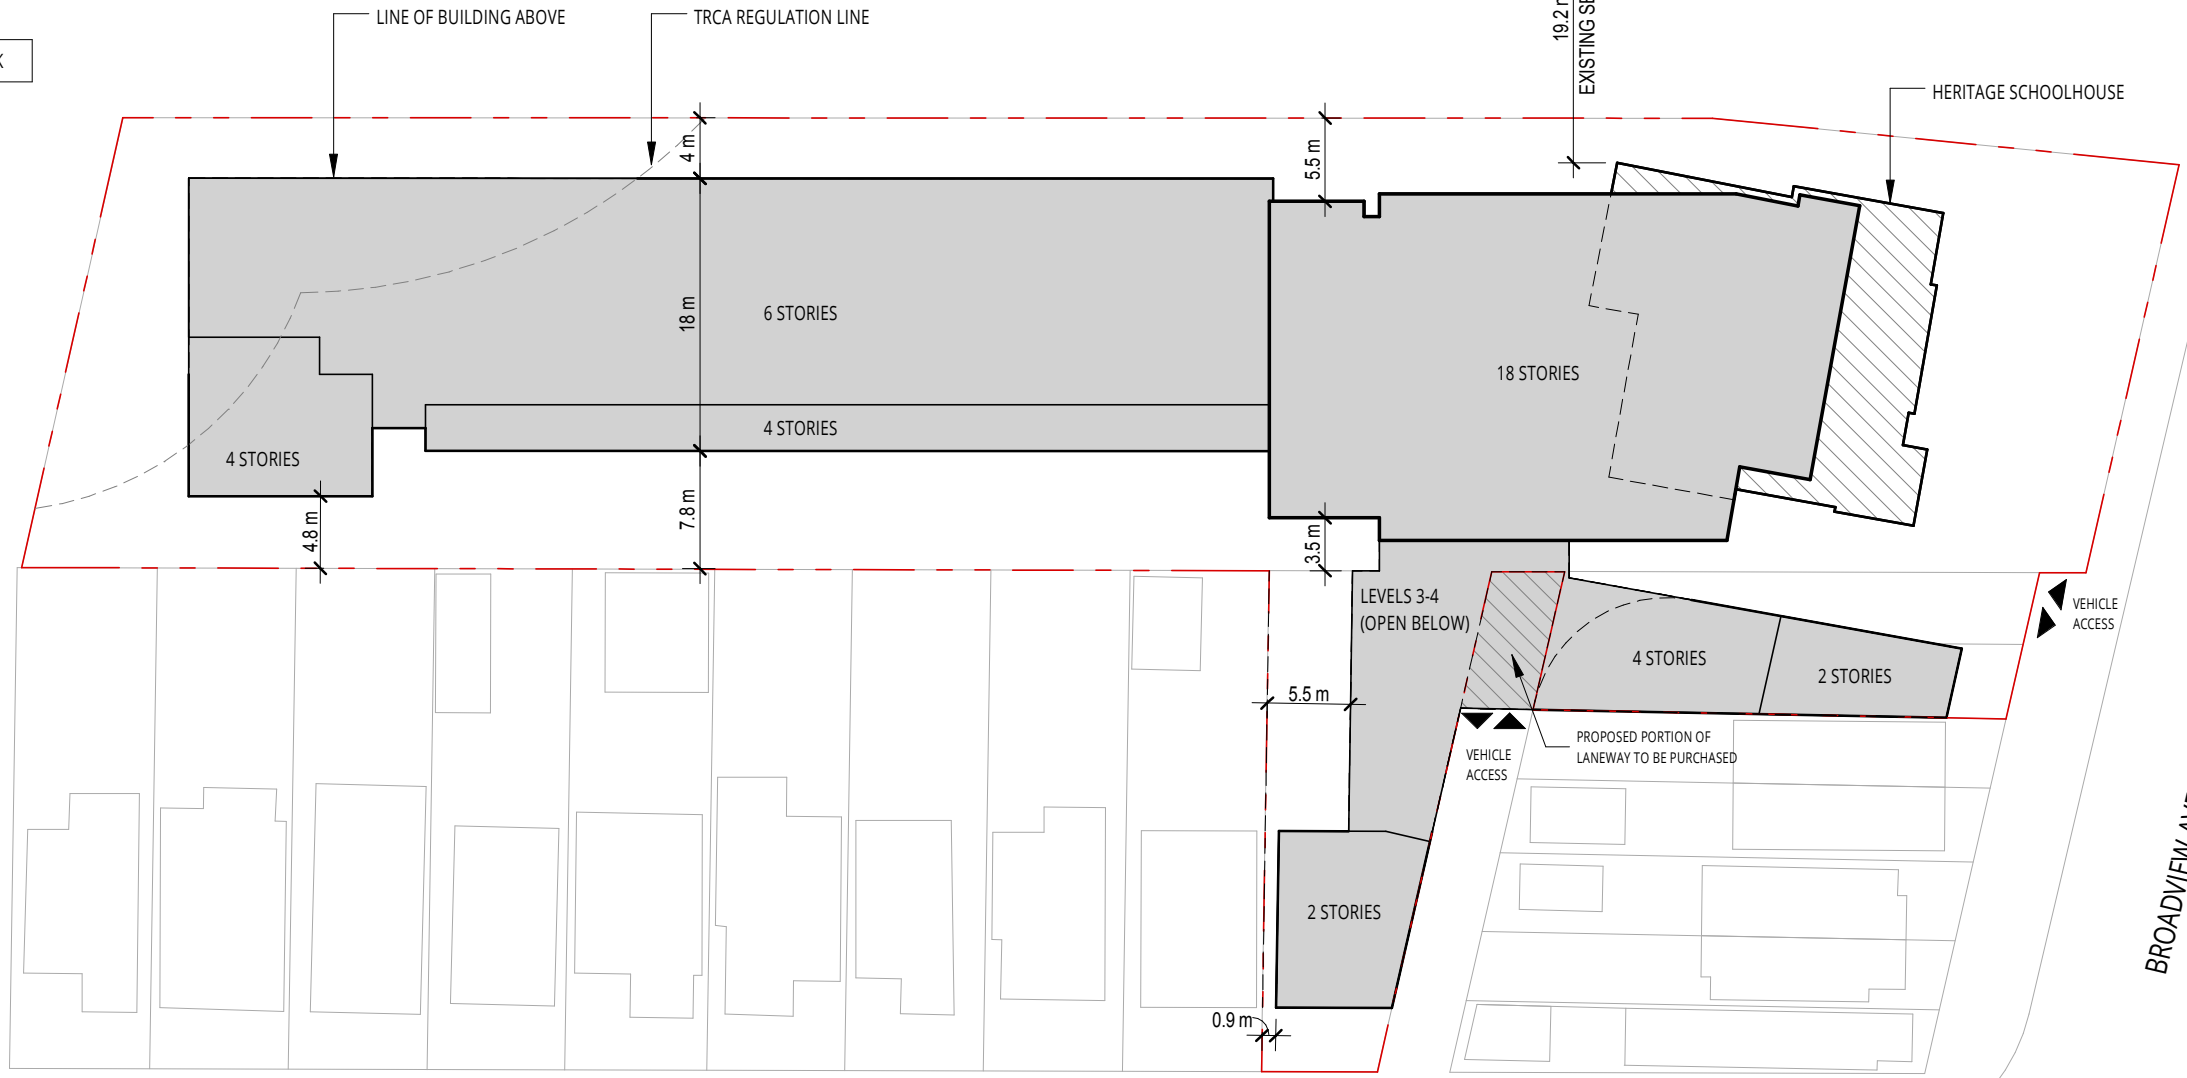 LINE OF BUILDING ABOVE
TRCA REGULATION LINE
19.2
HERITAGE SCHOOLHOUSE
4 m
5.5 m
18 m
6 STORIES
18 STORIES
4 STORIES
4 STORIES
4.8 m
7.8 m
3.5 m
LEVELS 3-4
(OPEN BELOW)
VEHICLE
ACCESS
4 STORIES
2 STORIES
5.5 m
PROPOSED PORTION OF
LANEWAY TO BE PURCHASED
VEHICLE
ACCESS
2 STORIES
0.9 m
EXISTING
BROADVIEW